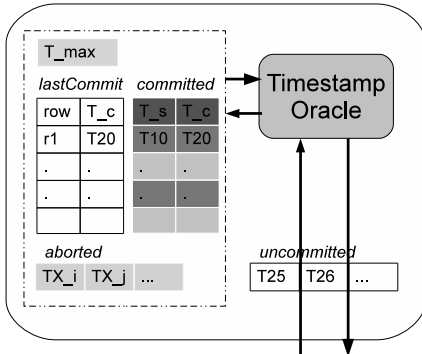 T_max
lastCommit committed
row T_c T_s T_c
r1 T20 T10 T20
. . . .
. . . .
Timestamp
Oracle
aborted
TX_i TX_j ...
uncommitted
T25 T26 ...